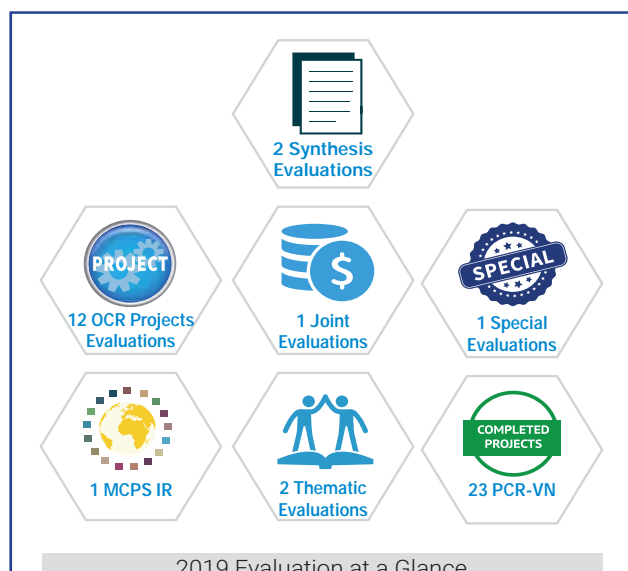 2 Synthesis
Evaluations
PROJECT
12 OCR Projects
Evaluations
$
1 Joint
Evaluations
SPECIAL
1 Special
Evaluations
1 MCPS IR
2 Thematic
Evaluations
COMPLETED
PROJECTS
23 PCR-VN
2019 Evaluation at a Glance